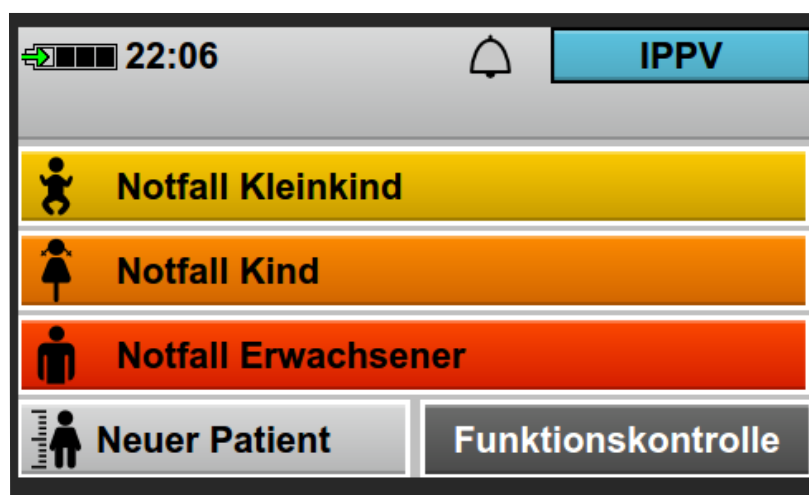 22:06
IPPV
Notfall Kleinkind
Notfall Kind
Notfall Erwachsener
Neuer Patient
Funktionskontrolle